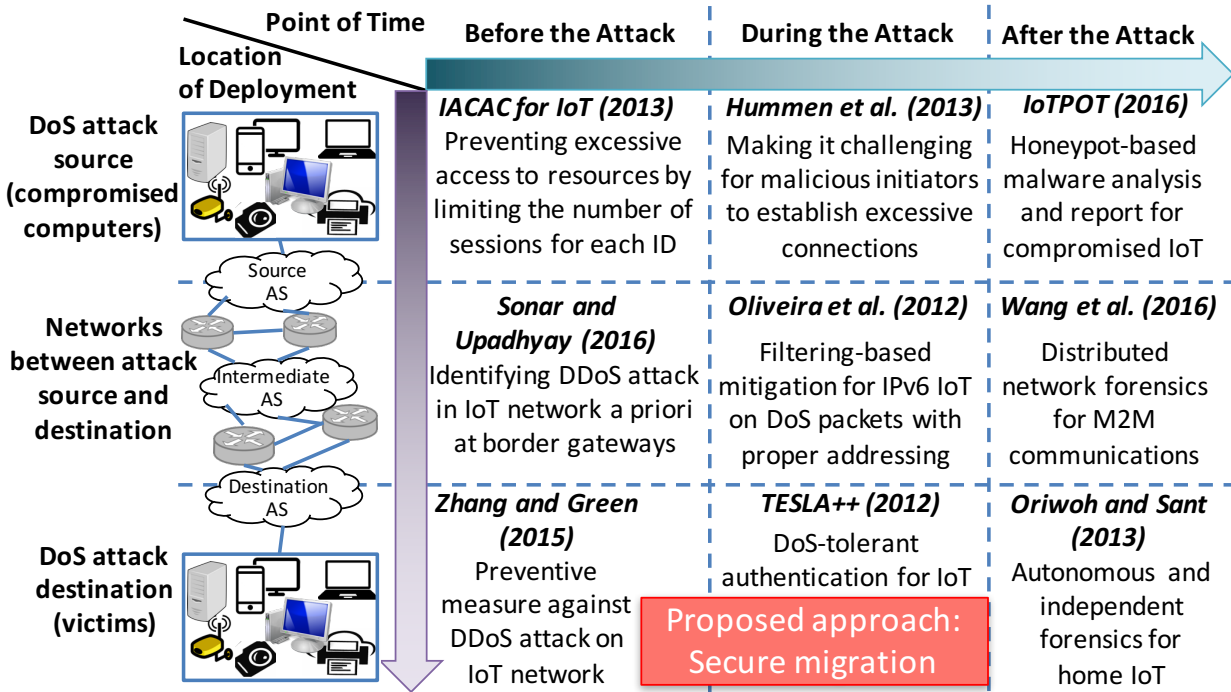 Point of Time
Location
of Deployment
Before the Attack
During the Attack
After the Attack
DoS attack
source
(compromised
computers)
IACAC for IoT (2013)
Preventing excessive
access to resources by
limiting the number of
sessions for each ID
Hummen et al. (2013)
Making it challenging
for malicious initiators
to establish excessive
connections
IoTPOT (2016)
Honeypot-based
malware analysis
and report for
compromised IoT
Source
AS
Networks
between attack
source and
destination
Intermediate
AS
Sonar and
Upadhyay (2016)
Identifying DDoS attack
in IoT network a priori
at border gateways
Oliveira et al. (2012)
Filtering-based
mitigation for IPv6 IoT
on DoS packets with
proper addressing
Wang et al. (2016)
Distributed
network forensics
for M2M
communications
Destination
AS
DoS attack
destination
(victims)
Zhang and Green
(2015)
Preventive
measure against
DDoS attack on
IoT network
TESLA++ (2012)
DoS-tolerant
authentication for IoT
Proposed approach:
Secure migration
Oriwoh and Sant
(2013)
Autonomous and
independent
forensics for
home IoT